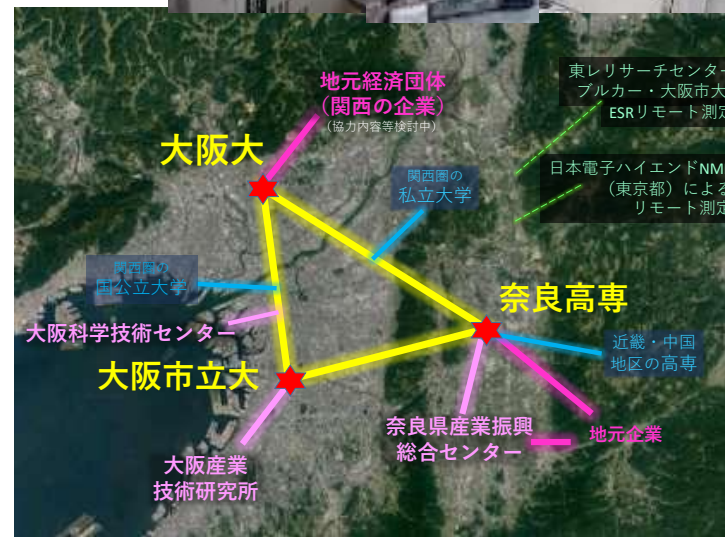 地元経済団体
(関西の企業)
(協力内容等検討中)
東レリサーチセンター
ブルカー・大阪市大
ESRリモート測定
大阪大
関西圏の
私立大学
日本電子ハイエンドNM
(東京都)による
リモート測定
関西圏の
国公立大学
奈良高専
大阪科学技術センター
近畿・中国
地区の高専
大阪市立大
奈良県産業振興
総合センター
地元企業
大阪産業
技術研究所